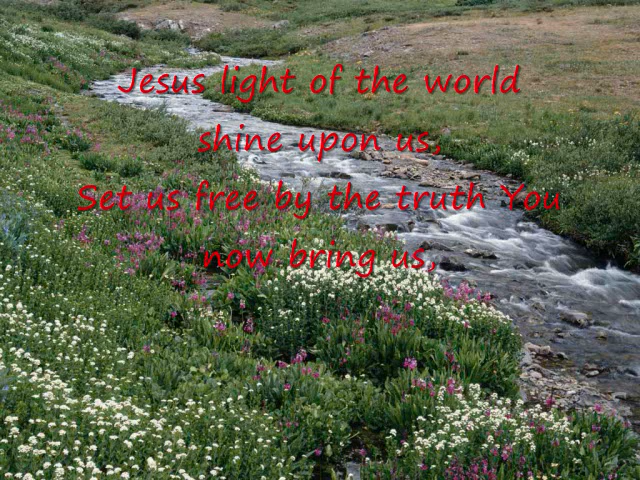 Jesus light of the world
shine upon us,
Set us free by the truth You
now bring us,